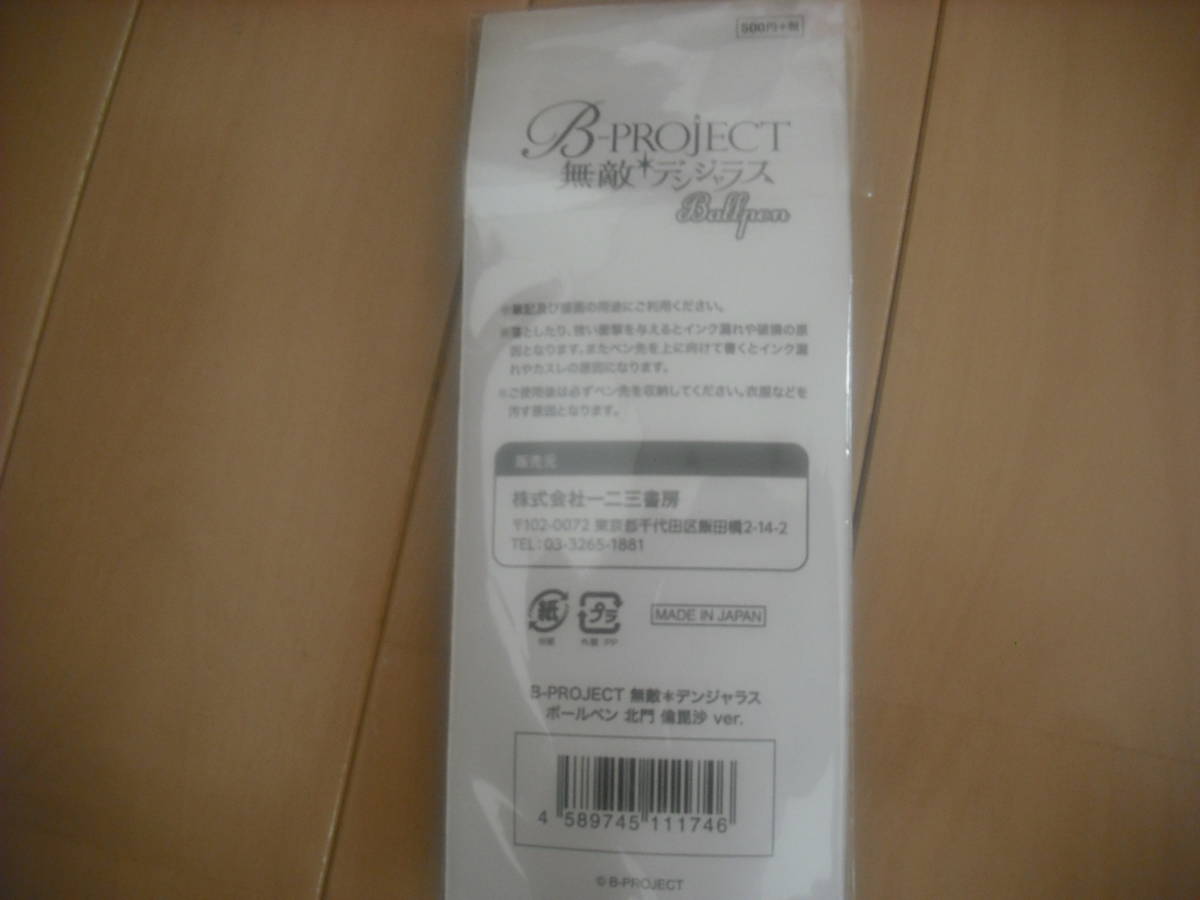 500円+税
B-PROJECT
無敵*デンジャラス
Ballpen
※筆記及び描画の用途にご利用ください。
※落としたり、強い衝撃を与えるとインク漏れや破損の原
因となります。またペン先を上に向けて書くとインク漏
れやカスレの原因になります。
※ご使用後は必ずペン先を収納してください。衣服などを
汚す原因となります。
販売元
株式会社一二三書房
〒102-0072 東京都千代田区飯田橋2-14-2
TEL:03-3265-1881
紙 プラ MADE IN JAPAN
台紙 外装 PP
B-PROJECT 無敵*デンジャラス
ボールペン 北門 倫毘沙 ver.
4 589745 111746
© B-PROJECT